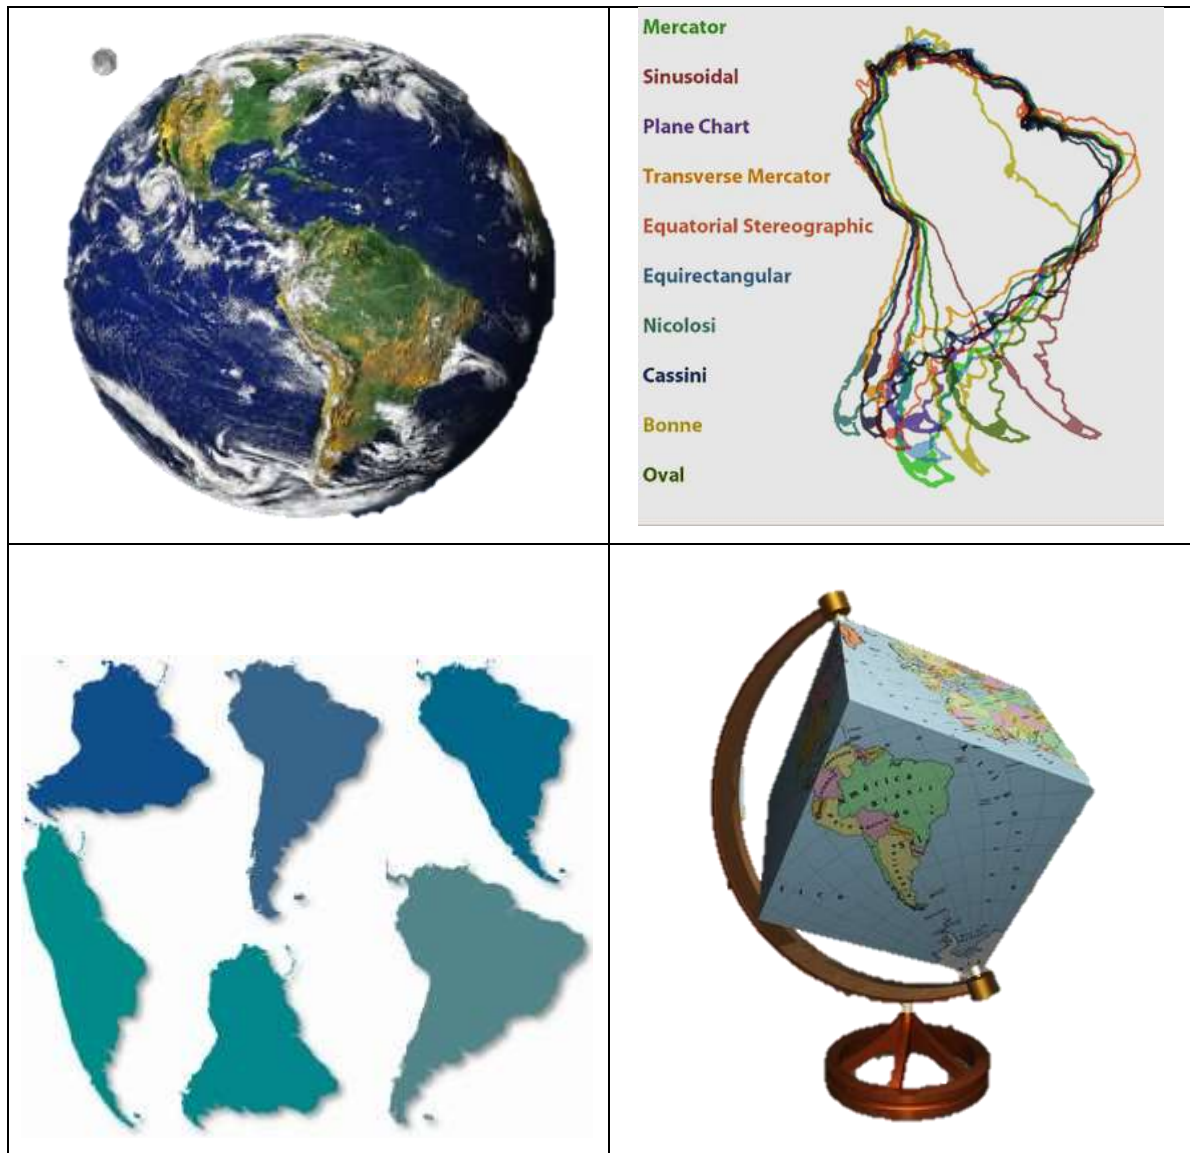 Mercator
Sinusoidal
Plane Chart
Transverse Mercator
Equatorial Stereographic
Equirectangular
Nicolosi
Cassini
Bonne
Oval